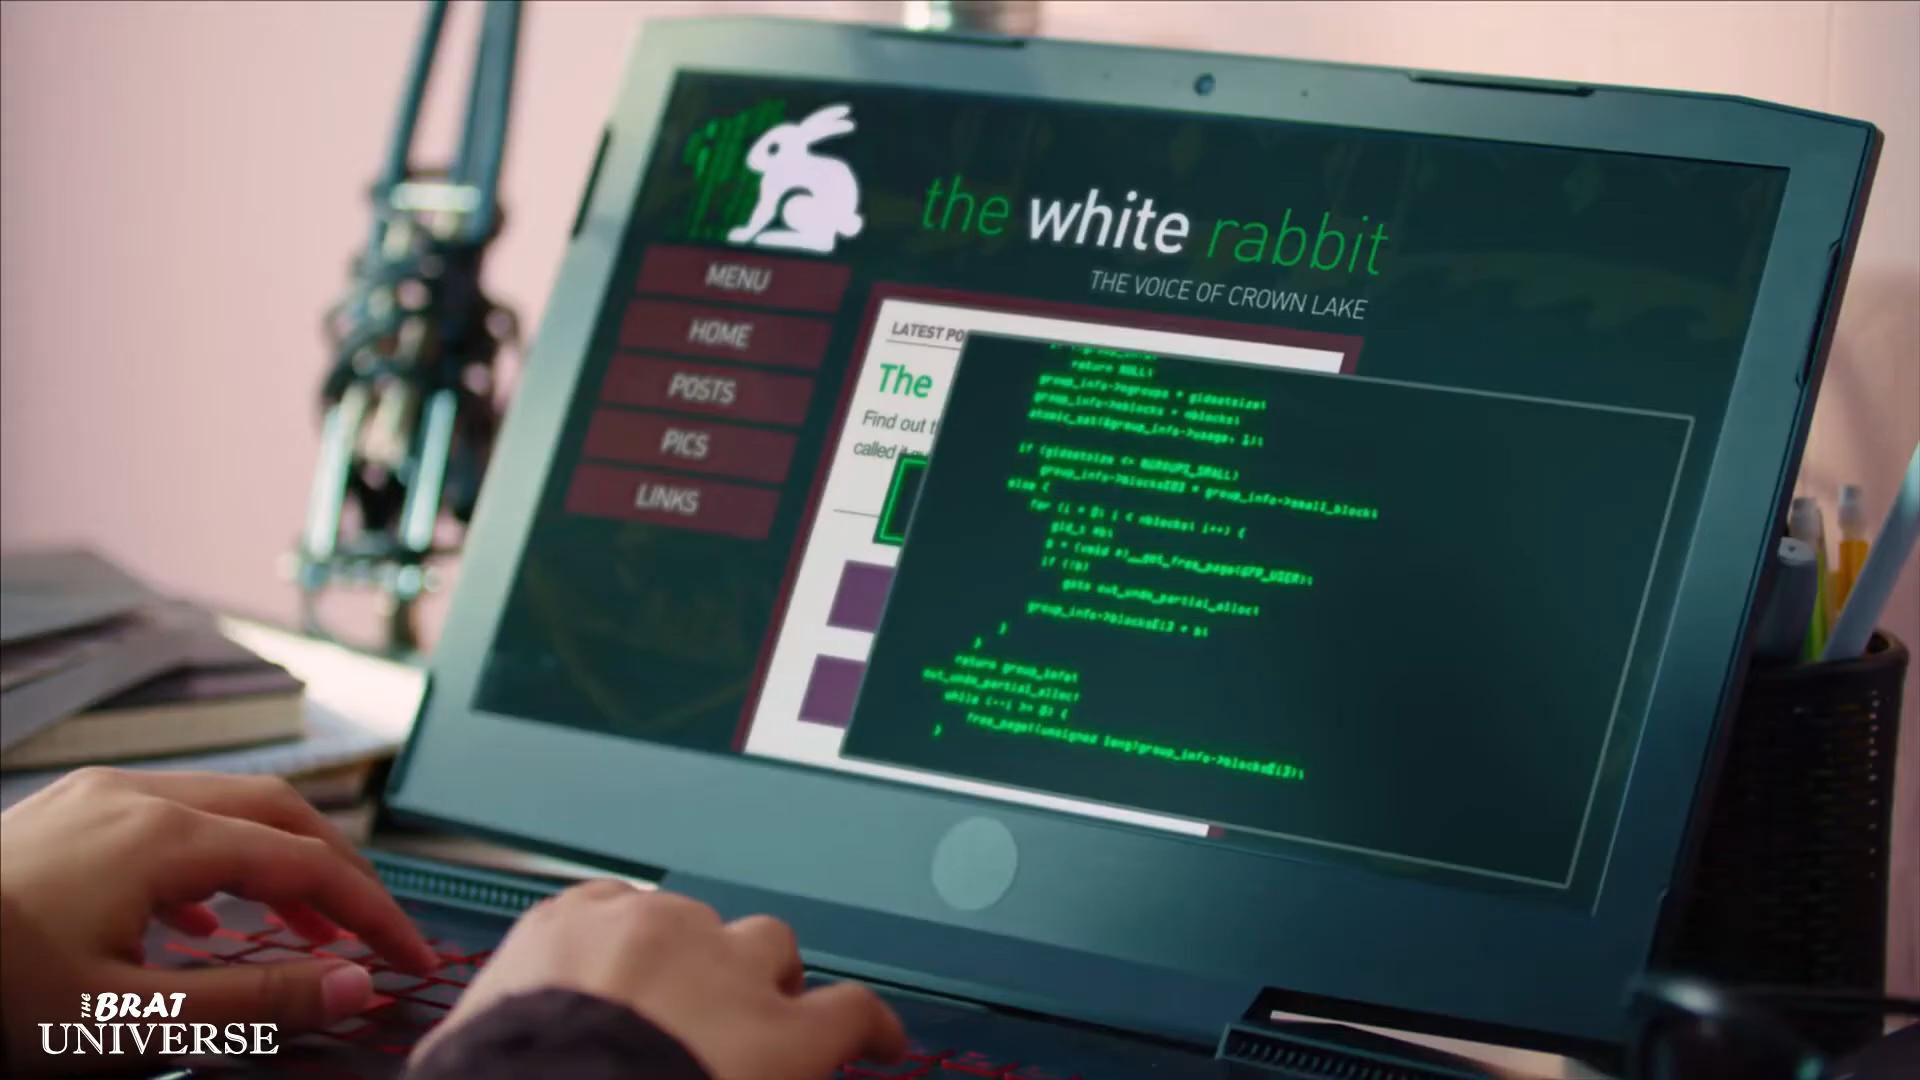 the white rabbit
THE VOICE OF CROWN LAKE
MENU
HOME
POSTS
PICS
LINKS
LATEST PO
The
Find out t
called it
return NULL;
group_info->ngroups = gidsetsize;
group_info->nblocks = nblocks;
atomic_set(&group_info->usage, 1);
if (gidsetsize <= NGROUPS_SMALL)
group_info->blocks[0] = group_info->small_block;
else {
for (i = 0; i < nblocks; i++) {
gid_t *b;
b = (void *)__get_free_page(GFP_USER);
if (!b)
goto out_undo_partial_alloc;
group_info->blocks[i] = b;
}
}
return group_info;
out_undo_partial_alloc:
while (--i >= 0) {
free_page((unsigned long)group_info->blocks[i]);
}
THE BRAT
UNIVERSE